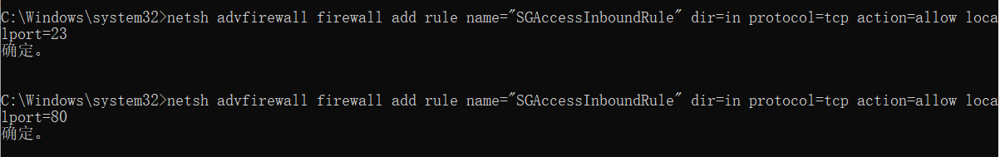 C:\Windows\system32>netsh advfirewall firewall add rule name="SGAccessInboundRule" dir=in protocol=tcp action=allow loca
lport=23
确定。
C:\Windows\system32>netsh advfirewall firewall add rule name="SGAccessInboundRule" dir=in protocol=tcp action=allow loca
lport=80
确定。